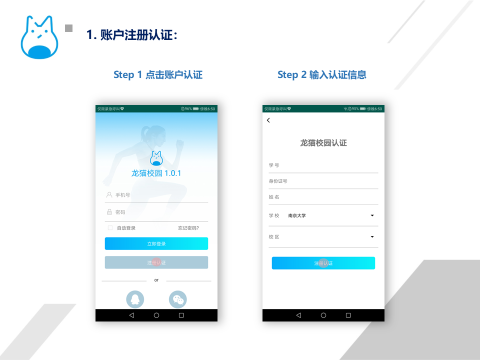 1. 账户注册认证：
Step 1 点击账户认证
Step 2 输入认证信息
龙猫校园 1.0.1
手机号
密码
自动登录
忘记密码?
立即登录
or
龙猫校园认证
学 号
身份证号
姓 名
学 校
南京大学
校 区